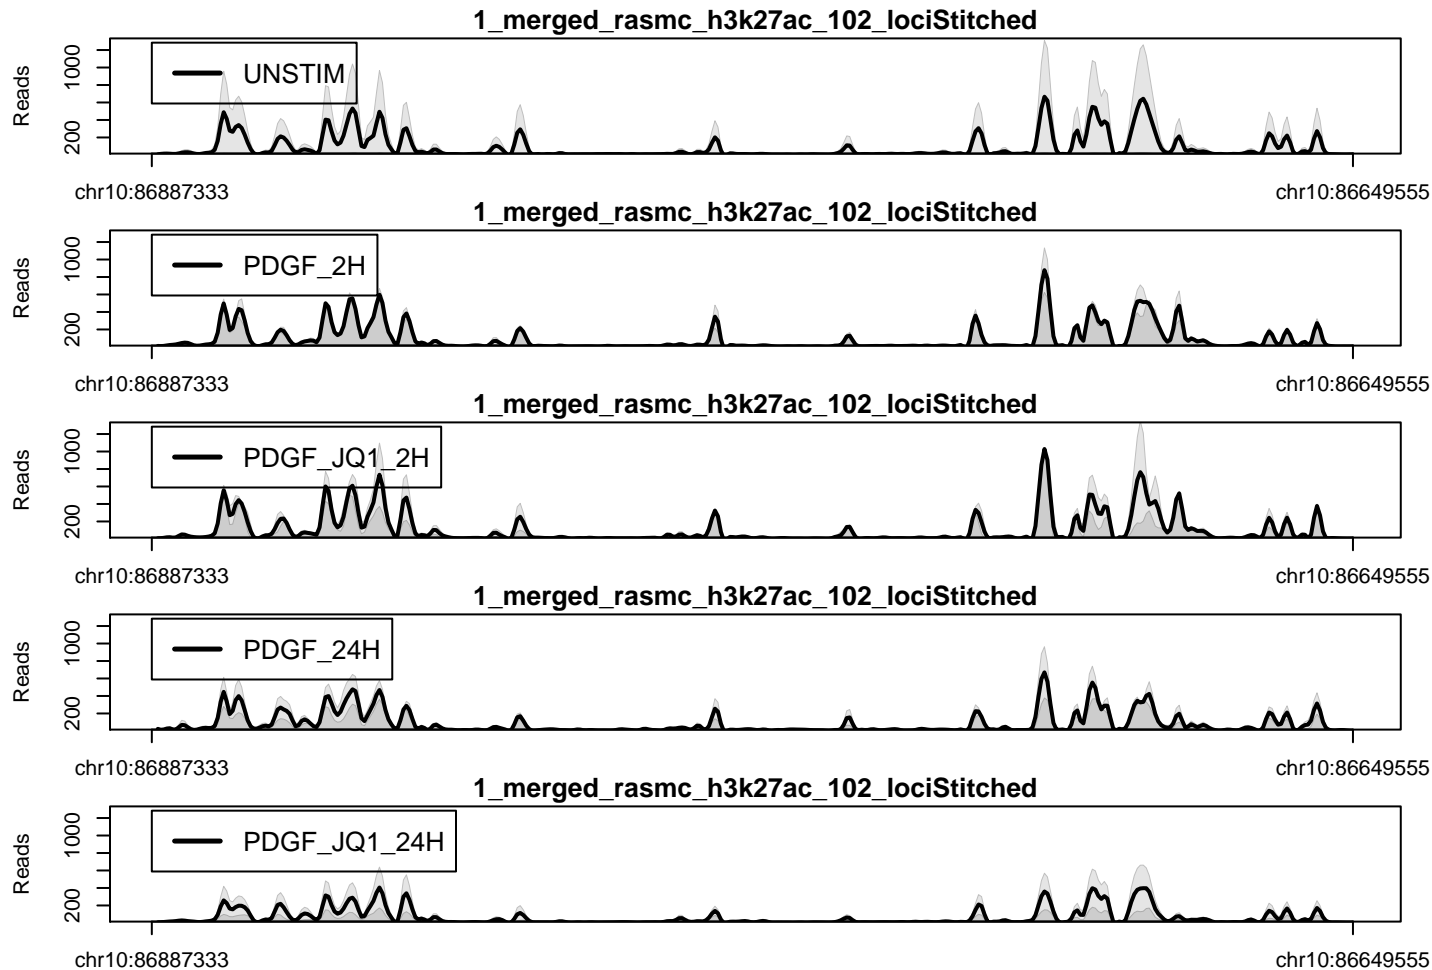 1_merged_rasmc_h3k27ac_102_lociStitched
Reads
1000
200
UNSTIM
chr10:86887333
chr10:86649555
1_merged_rasmc_h3k27ac_102_lociStitched
Reads
1000
200
PDGF_2H
chr10:86887333
chr10:86649555
1_merged_rasmc_h3k27ac_102_lociStitched
Reads
1000
200
PDGF_JQ1_2H
chr10:86887333
chr10:86649555
1_merged_rasmc_h3k27ac_102_lociStitched
Reads
1000
200
PDGF_24H
chr10:86887333
chr10:86649555
1_merged_rasmc_h3k27ac_102_lociStitched
Reads
1000
200
PDGF_JQ1_24H
chr10:86887333
chr10:86649555